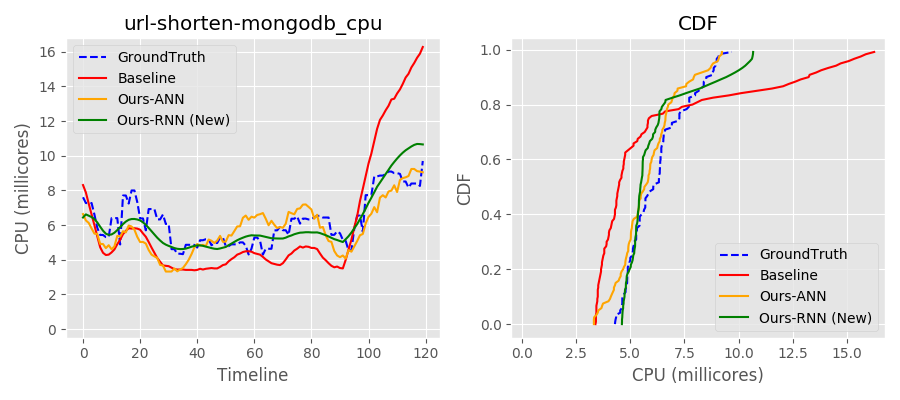 url-shorten-mongodb_cpu
CPU (millicores)
16
14
12
10
8
6
4
2
0
GroundTruth
Baseline
Ours-ANN
Ours-RNN (New)
0 20 40 60 80 100 120
Timeline
CDF
CDF
1.0
0.8
0.6
0.4
0.2
0.0
GroundTruth
Baseline
Ours-ANN
Ours-RNN (New)
0.0 2.5 5.0 7.5 10.0 12.5 15.0
CPU (millicores)